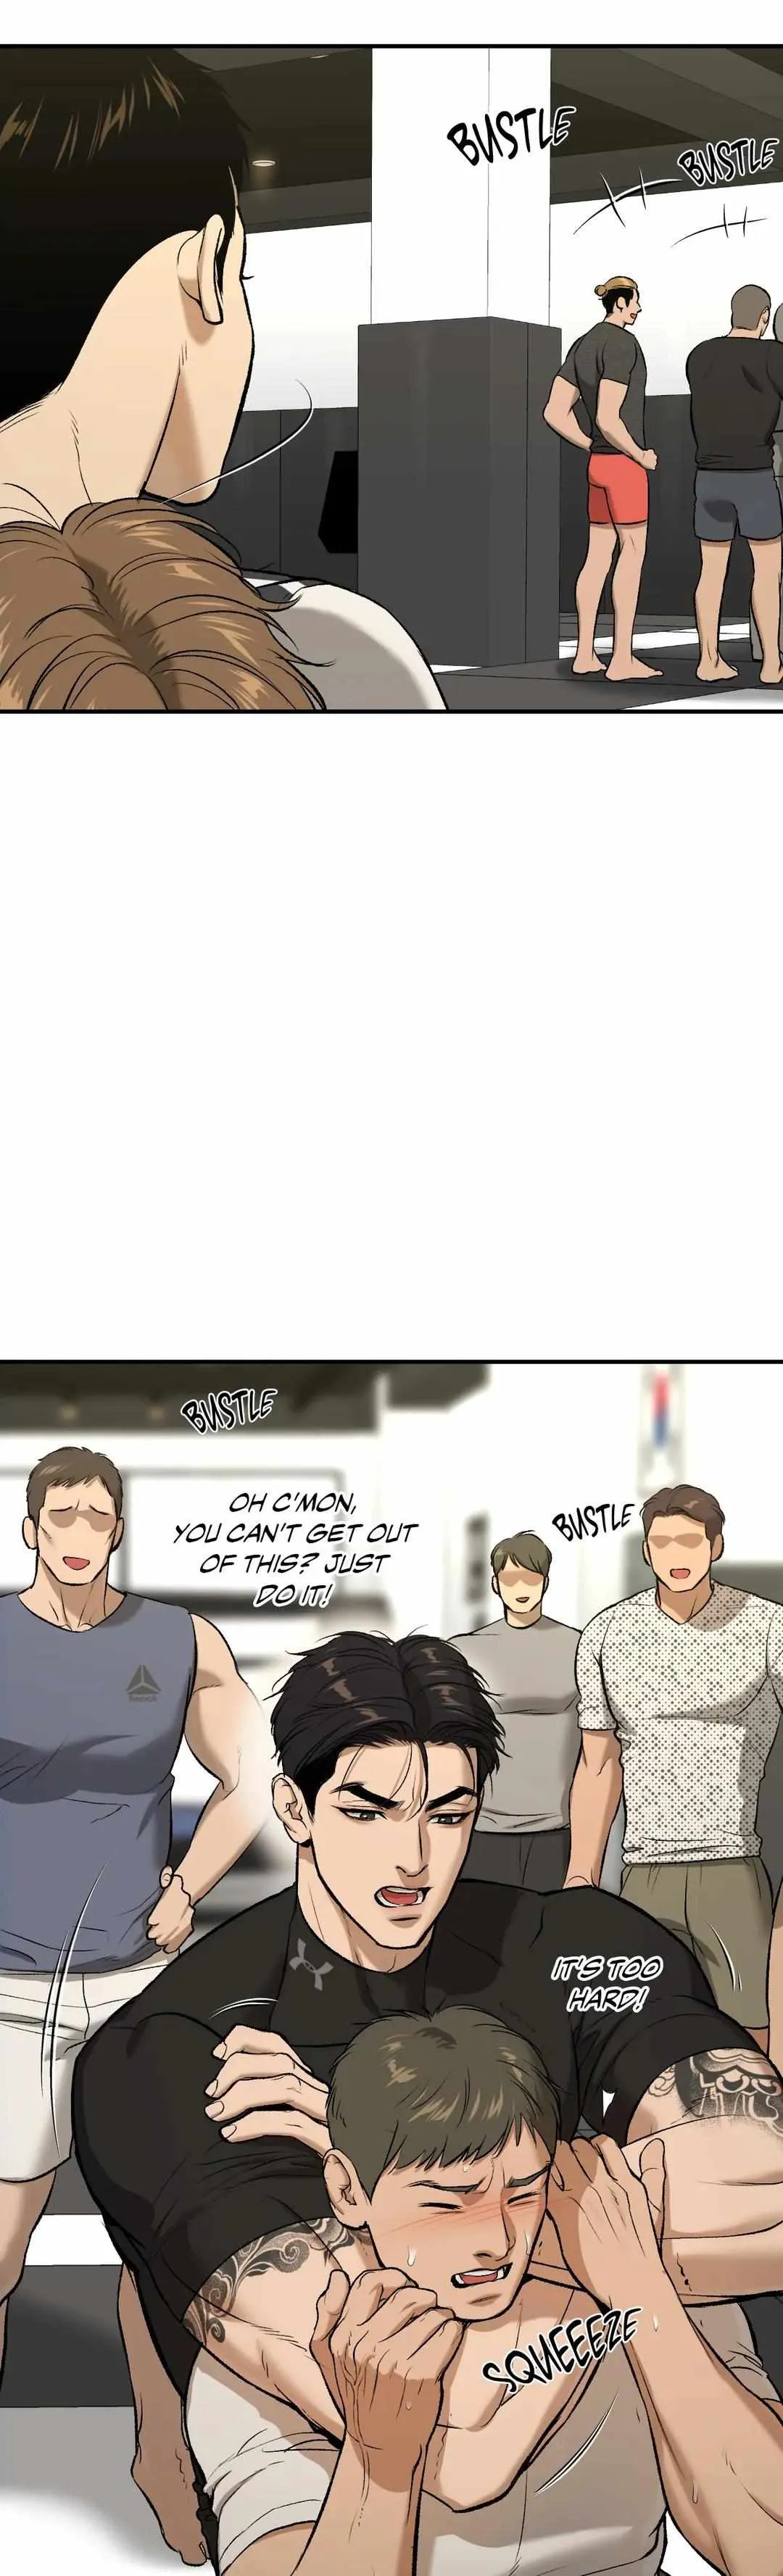 BUSTLE
BUSTLE
BUSTLE
OH C'MON,
YOU CAN'T GET OUT
OF THIS? JUST
DO IT!
BUSTLE
IT'S TOO
HARD!
SQUEEEZE